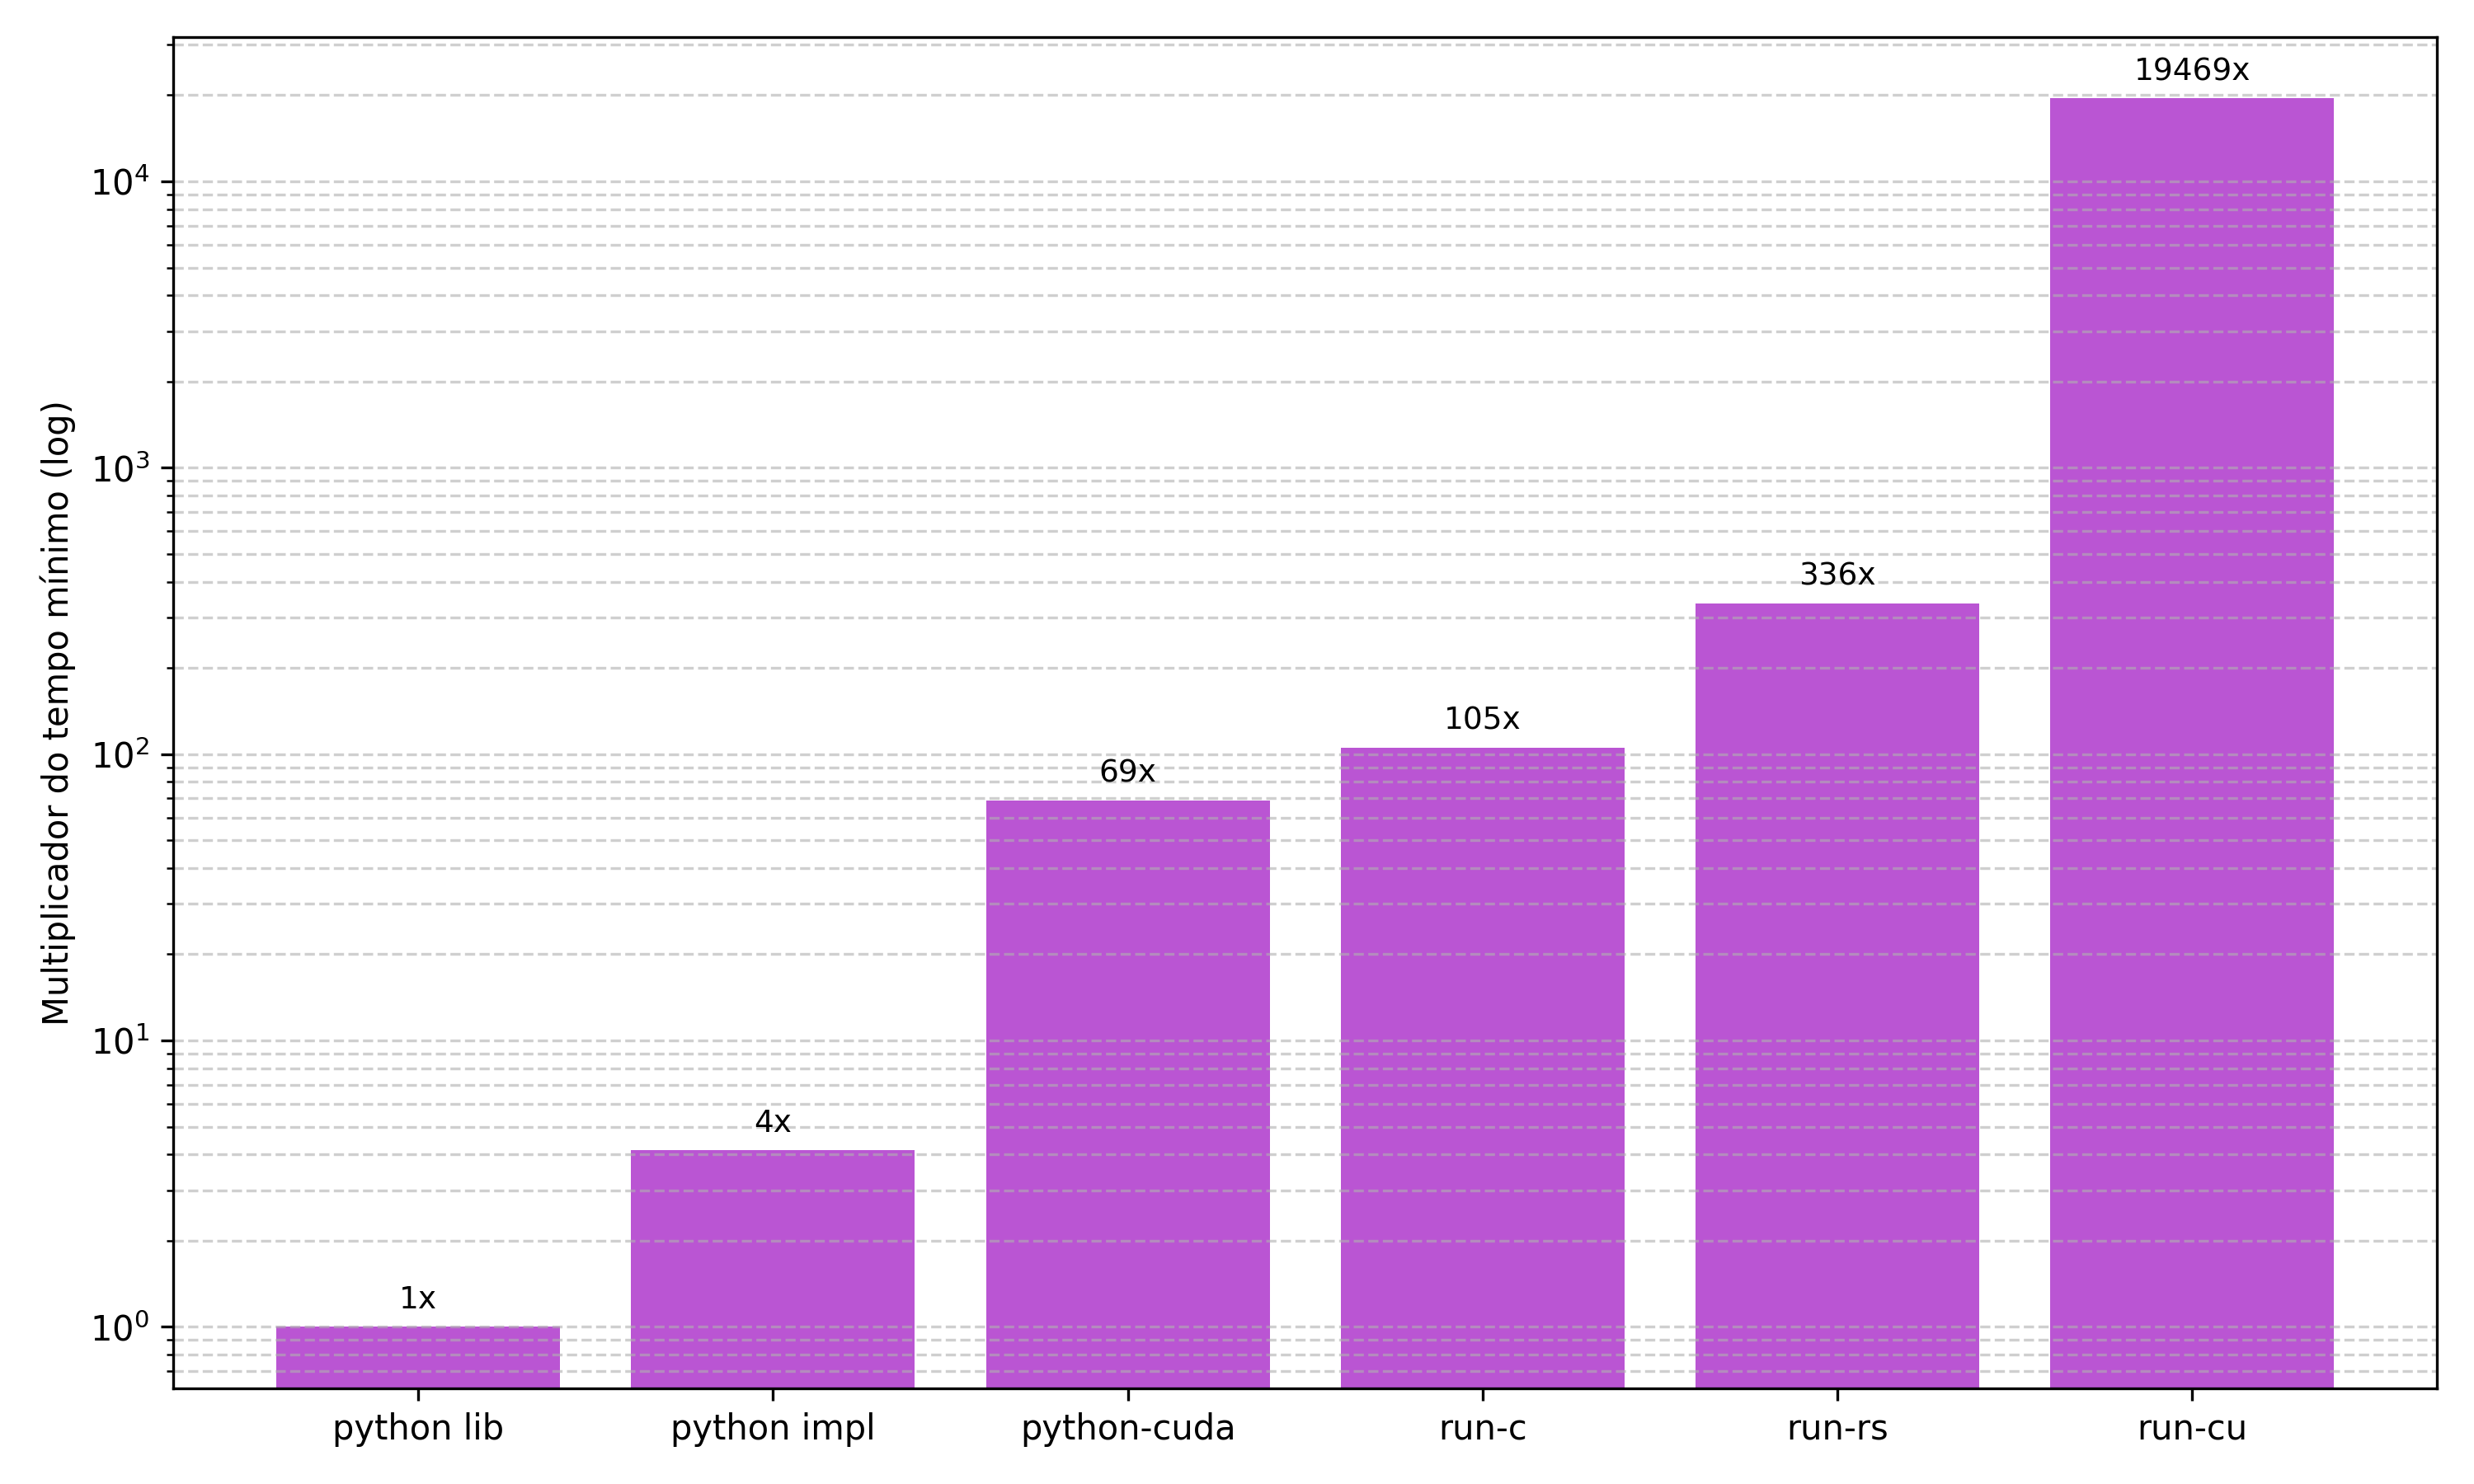 Multiplicador do tempo mínimo (log)
10⁴
10³
10²
10¹
10⁰
1x
4x
69x
105x
336x
19469x
python lib
python impl
python-cuda
run-c
run-rs
run-cu